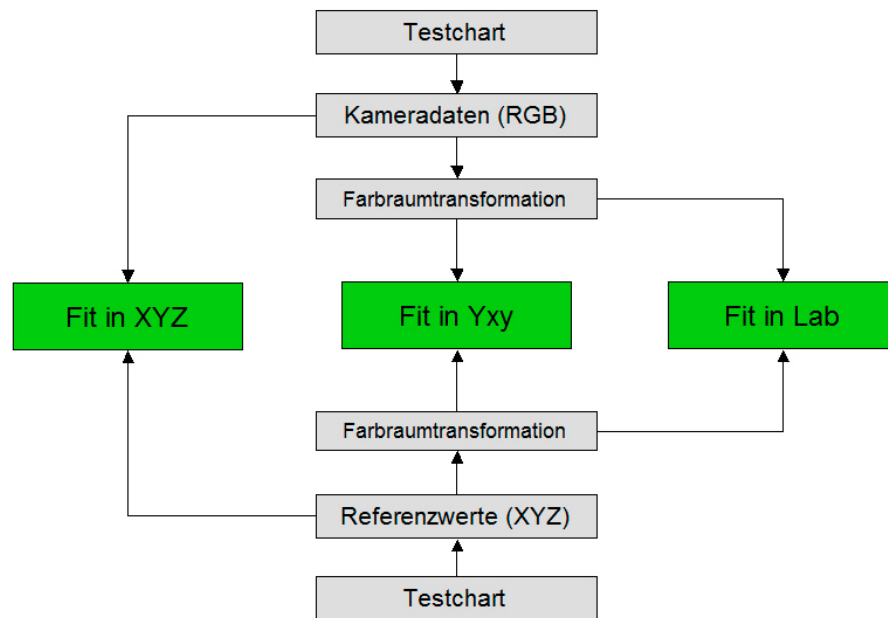 Testchart
Kameradaten (RGB)
Farbraumtransformation
Fit in XYZ
Fit in Yxy
Fit in Lab
Farbraumtransformation
Referenzwerte (XYZ)
Testchart